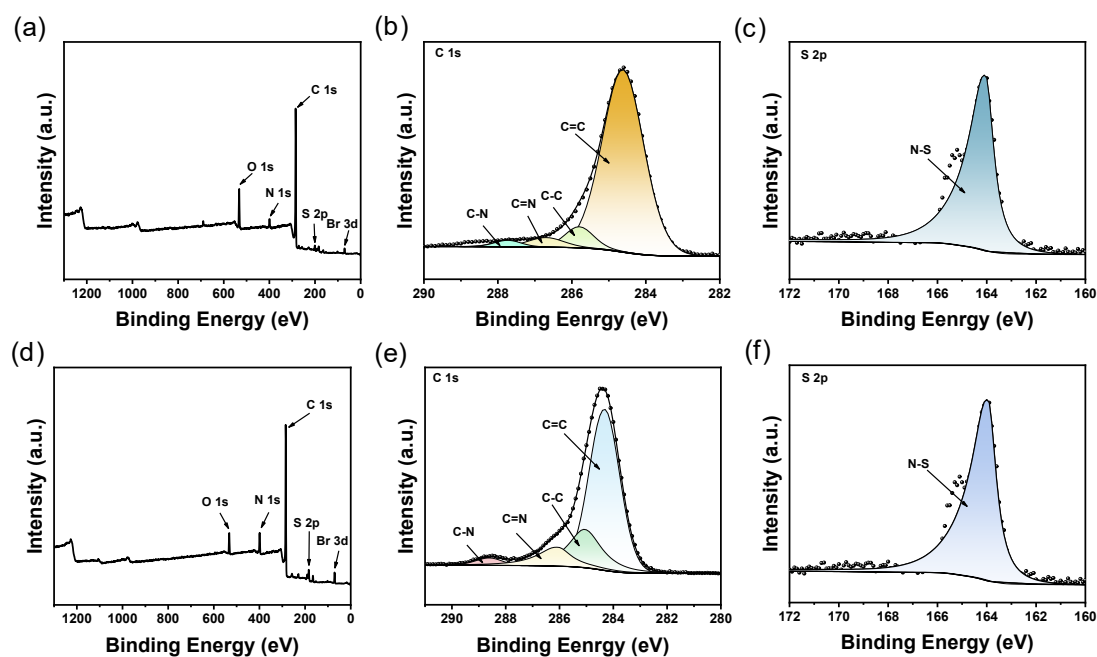 (a)
C 1s
O 1s
N 1s
S 2p
Br 3d
Intensity (a.u.)
1200 1000 800 600 400 200 0
Binding Energy (eV)
(b)
C 1s
C=C
C-C
C=N
C-N
Intensity (a.u.)
290 288 286 284 282
Binding Eenrgy (eV)
(c)
S 2p
N-S
Intensity (a.u.)
172 170 168 166 164 162 160
Binding Eenrgy (eV)
(d)
C 1s
O 1s
N 1s
S 2p
Br 3d
Intensity (a.u.)
1200 1000 800 600 400 200 0
Binding Energy (eV)
(e)
C 1s
C=C
C-C
C=N
C-N
Intensity (a.u.)
290 288 286 284 282 280
Binding Eenrgy (eV)
(f)
S 2p
N-S
Intensity (a.u.)
172 170 168 166 164 162 160
Binding Eenrgy (eV)